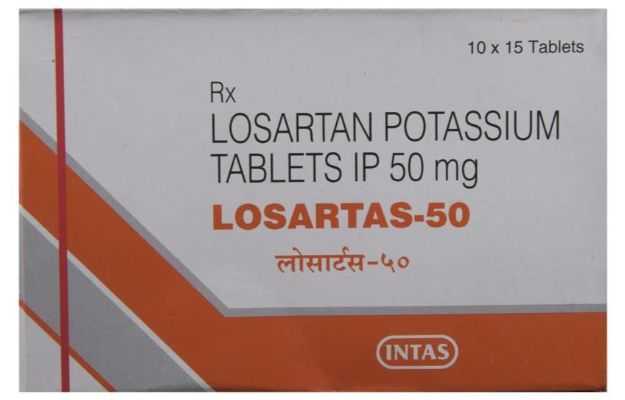 10 x 15 Tablets
Rx
LOSARTAN POTASSIUM
TABLETS IP 50 mg
LOSARTAS-50
लोसार्टस-५०
INTAS